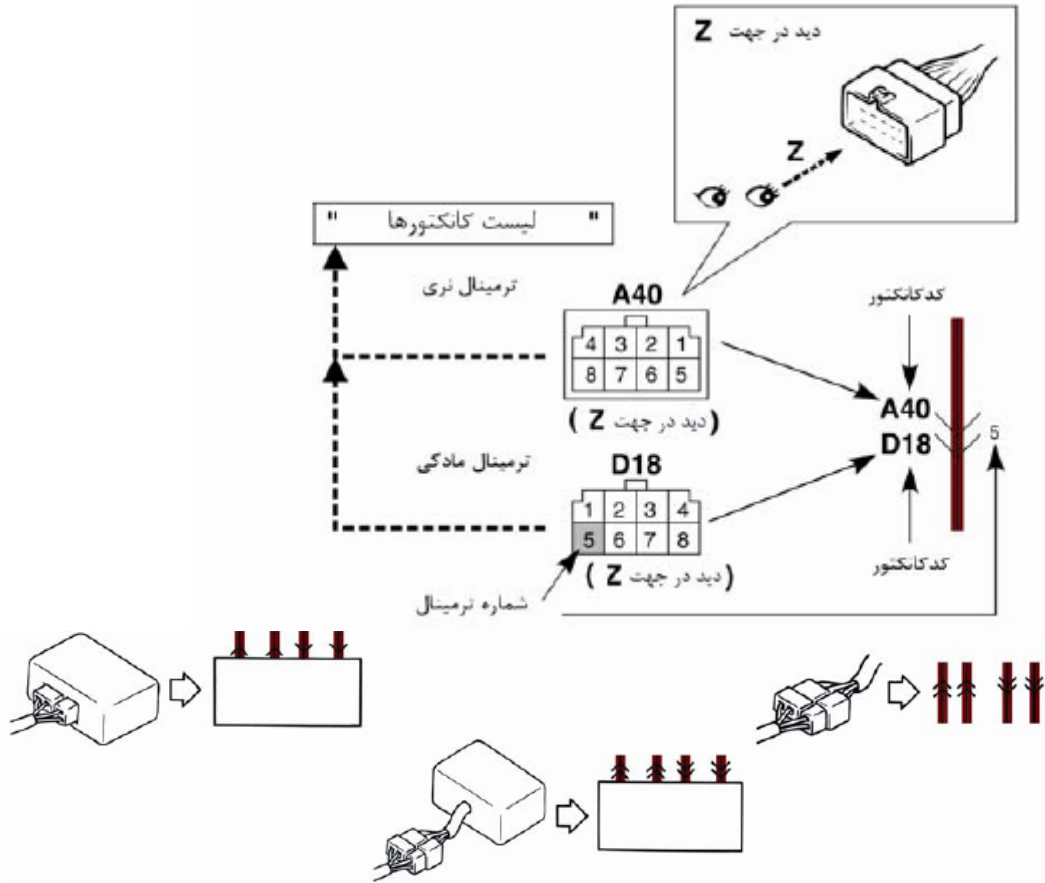 دید در جهت Z
Z
" لیست کانکتورها "
ترمینال نری
A40
4 3 2 1
8 7 6 5
(دید در جهت Z)
کدکانکتور
A40
D18
5
کدکانکتور
ترمینال مادگی
D18
1 2 3 4
5 6 7 8
(دید در جهت Z)
شماره ترمینال